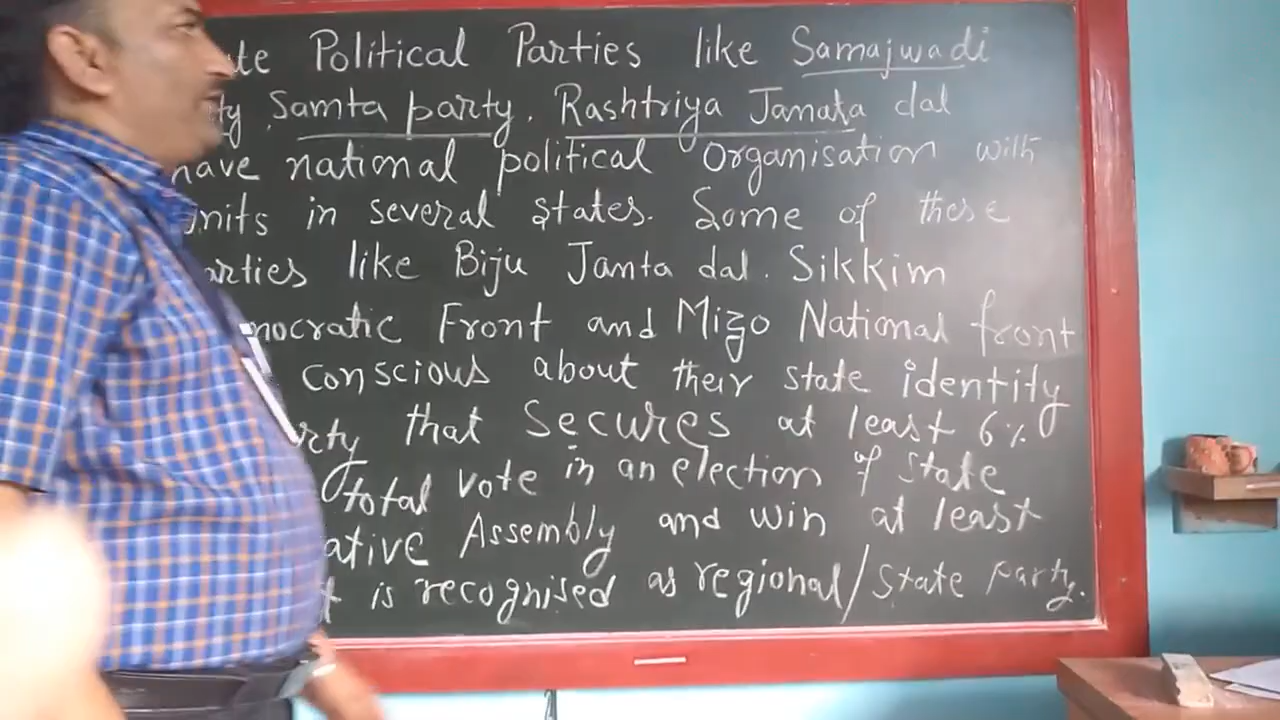 te Political Parties like Samajwadi
ty, Samta party, Rashtriya Janata dal
have national political Organisation with
units in several states. Some of these
arties like Biju Janta dal. Sikkim
mocratic Front and Mizo National front
conscious about their state identity
rty that Secures at least 6%
total vote in an election of State
ative Assembly and win at least
t is recognised as regional/State party.